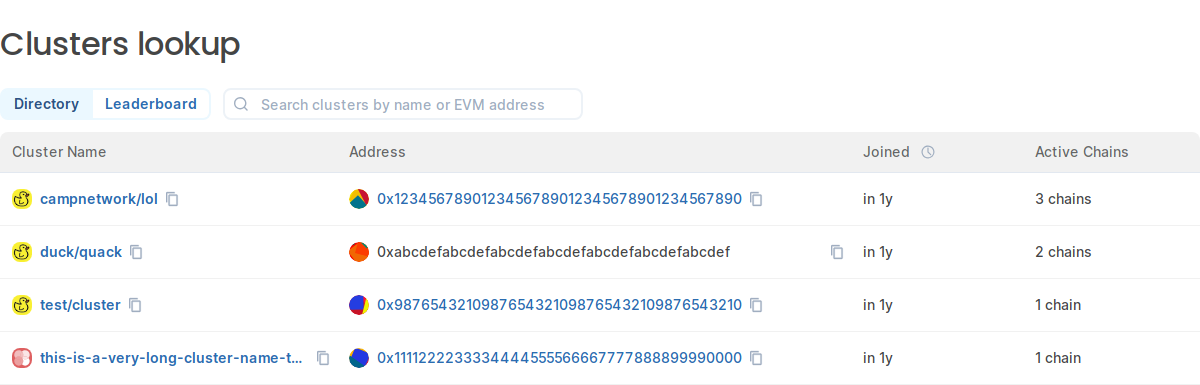 Clusters lookup
Directory Leaderboard Search clusters by name or EVM address
Cluster Name Address Joined Active Chains
campnetwork/lol 0x1234567890123456789012345678901234567890 in 1y 3 chains
duck/quack 0xabcdefabcdefabcdefabcdefabcdefabcdefabcdef in 1y 2 chains
test/cluster 0x9876543210987654321098765432109876543210 in 1y 1 chain
this-is-a-very-long-cluster-name-t... 0x1111222233334444555566667777888899990000 in 1y 1 chain